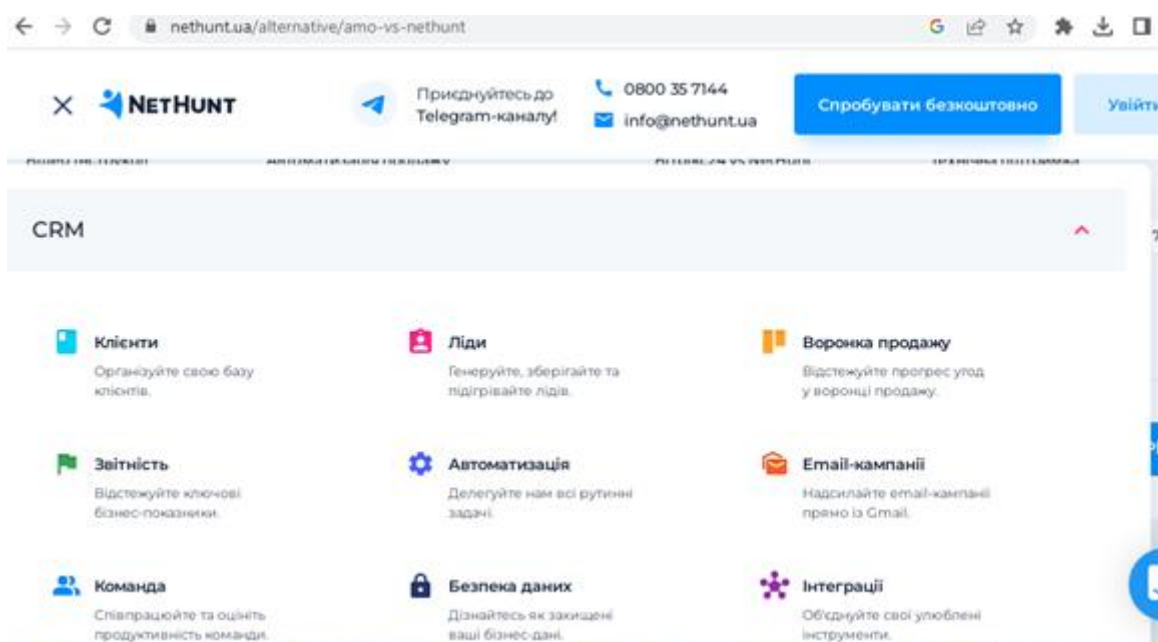 nethunt.ua/alternative/amo-vs-nethunt
NETHUNT
Приєднуйтесь до
Telegram-каналу!
0800 35 7144
info@nethunt.ua
Спробувати безкоштовно
Увійти
CRM
Клієнти
Організуйте свою базу
клієнтів.
Ліди
Генеруйте, зберігайте та
підігрівайте лідів.
Воронка продажу
Відстежуйте прогрес угод
у воронці продажу.
Звітність
Відстежуйте ключові
бізнес-показники.
Автоматизація
Делегуйте нам всі рутинні
задачі.
Email-кампанії
Надсилайте email-кампанії
прямо із Gmail.
Команда
Співпрацюйте та оцініть
продуктивність команди.
Безпека даних
Дізнайтесь як захищені
ваші бізнес-дані.
Інтеграції
Об'єднуйте свої улюблені
інструменти.